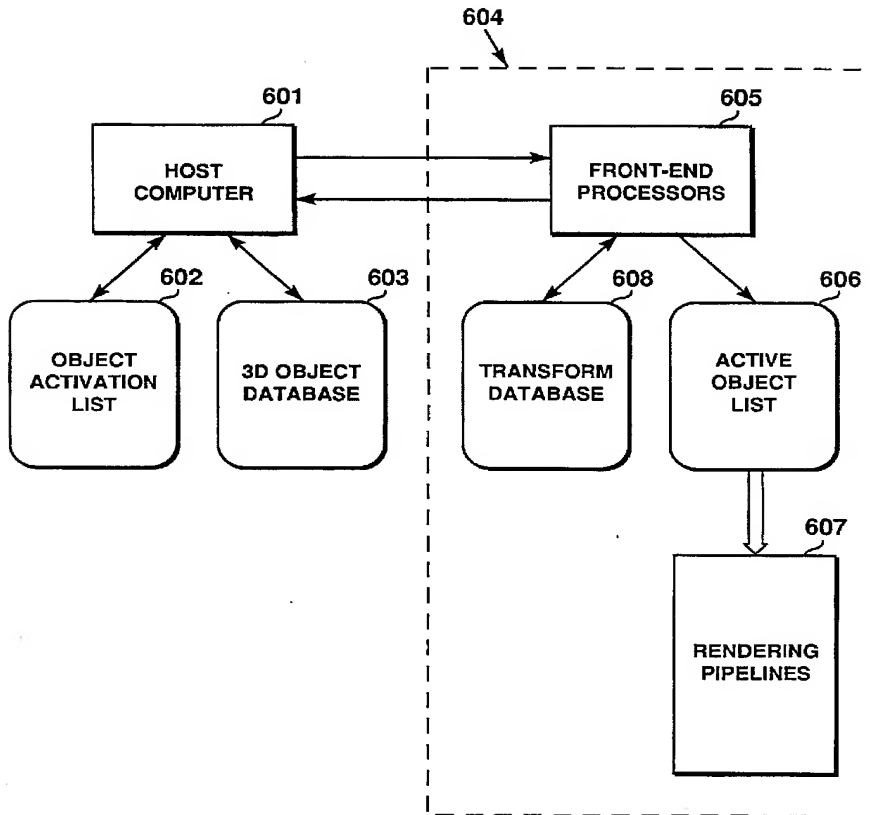 604
601
605
HOST
COMPUTER
FRONT-END
PROCESSORS
602
603
608
606
OBJECT
ACTIVATION
LIST
3D OBJECT
DATABASE
TRANSFORM
DATABASE
ACTIVE
OBJECT
LIST
607
RENDERING
PIPELINES